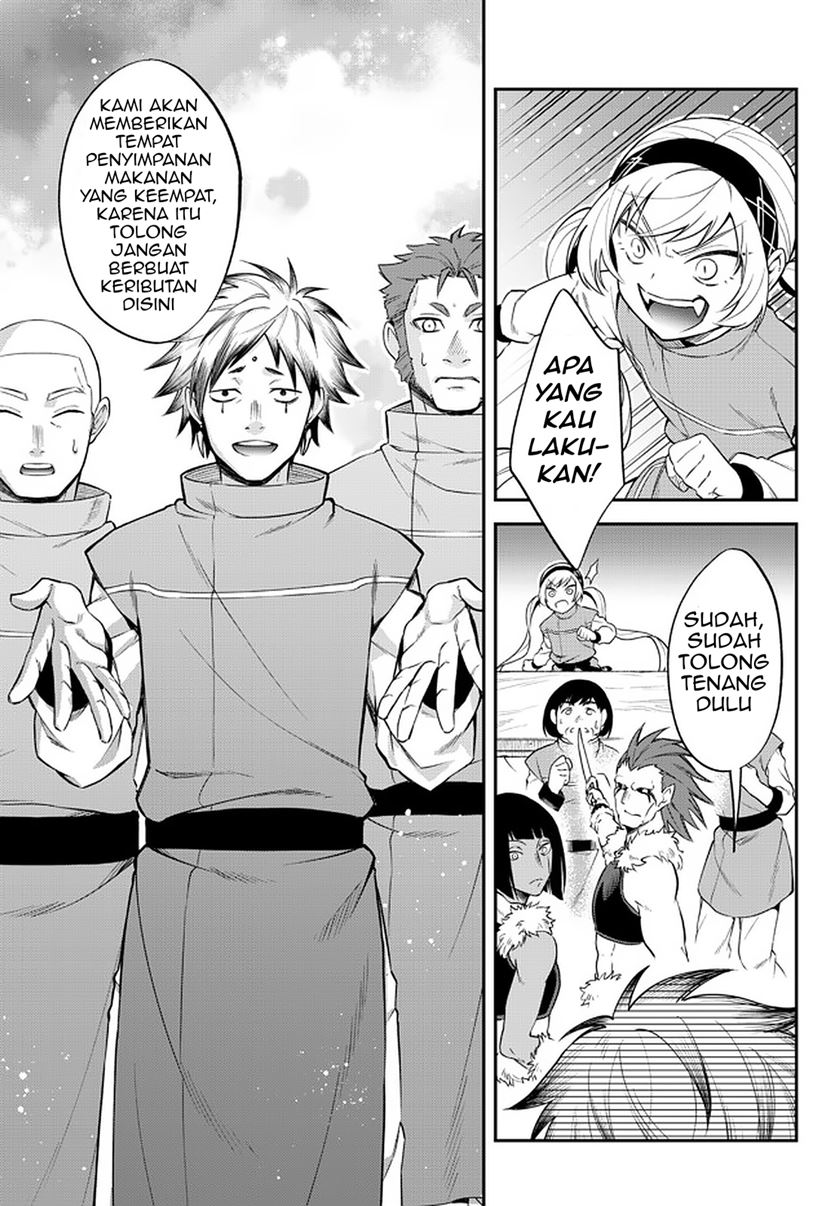 APA
YANG
KAU
LAKU-
KAN!
SUDAH,
SUDAH
TOLONG
TENANG
DULU
KAMI AKAN
MEMBERIKAN
TEMPAT
PENYIMPANAN
MAKANAN
YANG KEEMPAT,
KARENA ITU
TOLONG
JANGAN
BERBUAT
KERIBUTAN
DISINI